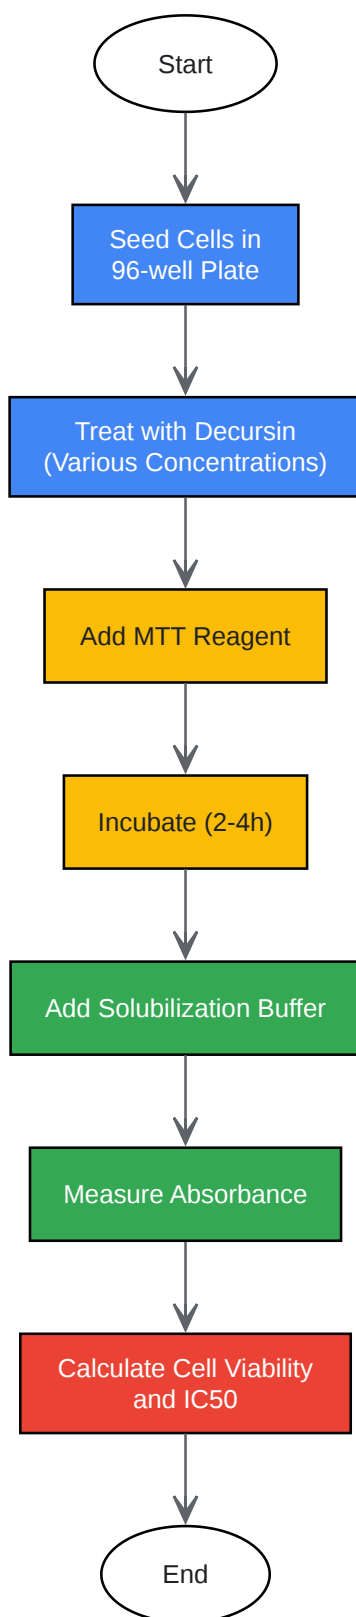 Start
Seed Cells in
96-well Plate
Treat with Decursin
(Various Concentrations)
Add MTT Reagent
Incubate (2-4h)
Add Solubilization Buffer
Measure Absorbance
Calculate Cell Viability
and IC50
End